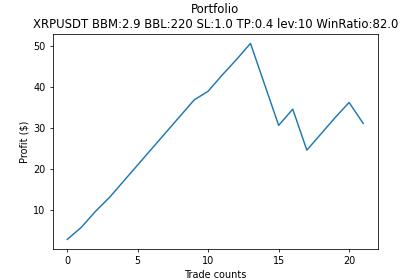 Portfolio
XRPUSDT BBM:2.9 BBL:220 SL:1.0 TP:0.4 lev:10 WinRatio:82.0
50
40
30
20
10
Profit ($)
0 5 10 15 20
Trade counts